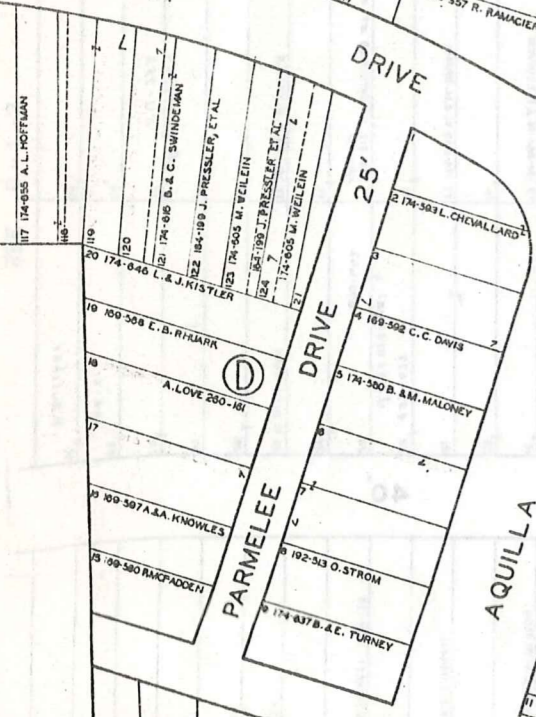 357 R. RAMACIER
DRIVE
117 174-655 A.L. HOFFMAN
118
119
120
121 174-616 B. & C. SWINDEMAN
122 184-199 J. PRESSLER, ET AL
123 174-605 M. WEILEIN
184-199 J. PRESSLER ET AL
124
174-605 M. WEILEIN
21
25'
1
2 174-593 L. CHEVALLARD
3
4 169-592 C.C. DAVIS
5 174-580 B. & M. MALONEY
6
7
8 192-513 O. STROM
9 174-637 B. & E. TURNEY
20 174-646 L. & J. KISTLER
19 169-588 E.B. RHUARK
18
A. LOVE 260-161
17
16 169-597 A. & A. KNOWLES
15 169-580 R. MCFADDEN
D
PARMELEE DRIVE
AQUILLA
40